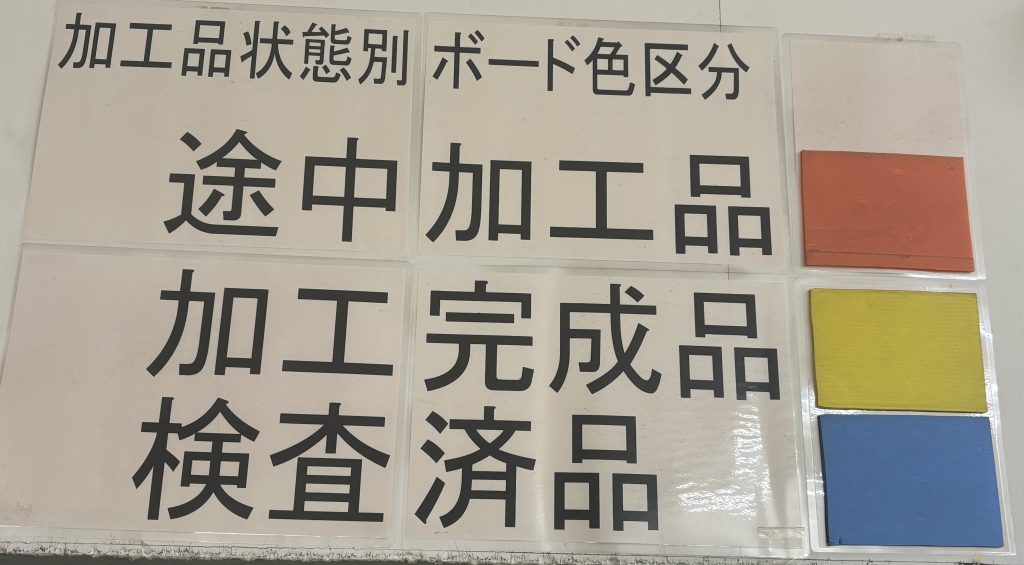 加工品状態別ボード色区分
途中加工品
加工完成品
検査済品